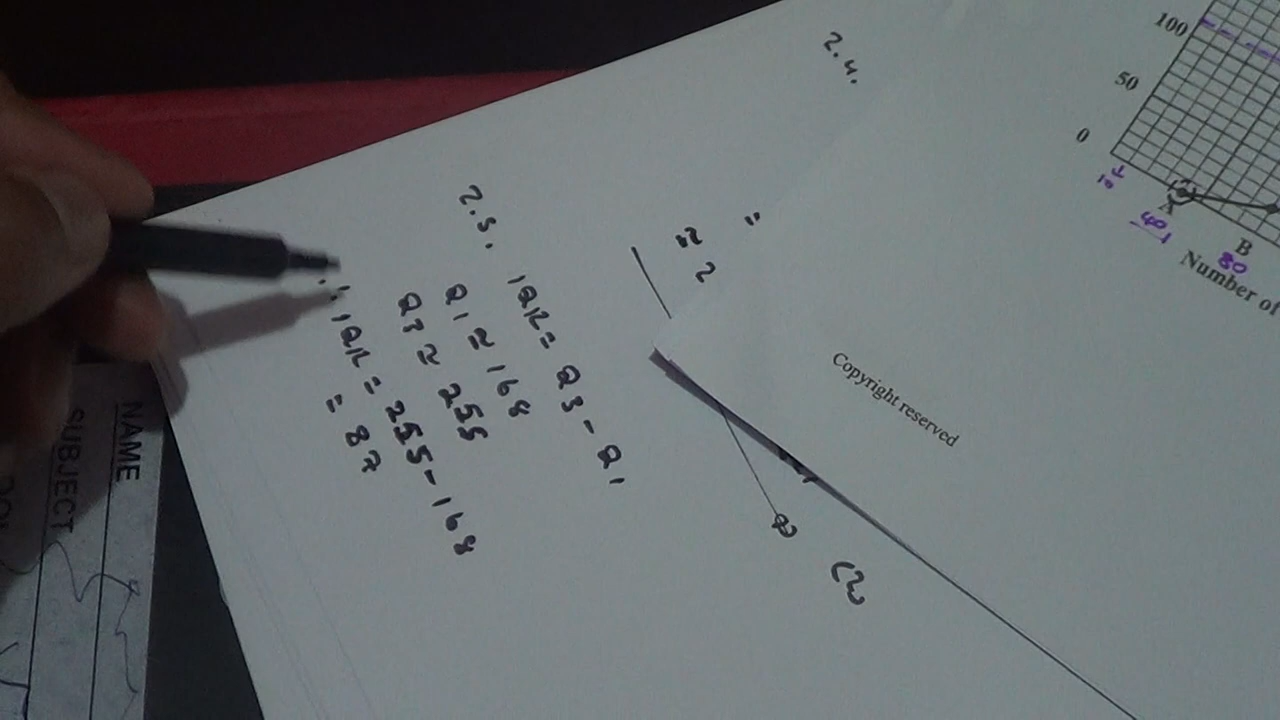 100
50
0
A
40
B
80
Number of
Copyright reserved
2.4.
2.5. IQR = Q3 - Q1
Q1 ≈ 168
Q3 ≈ 255
∴ IQR = 255 - 168
= 87
NAME
SUBJECT